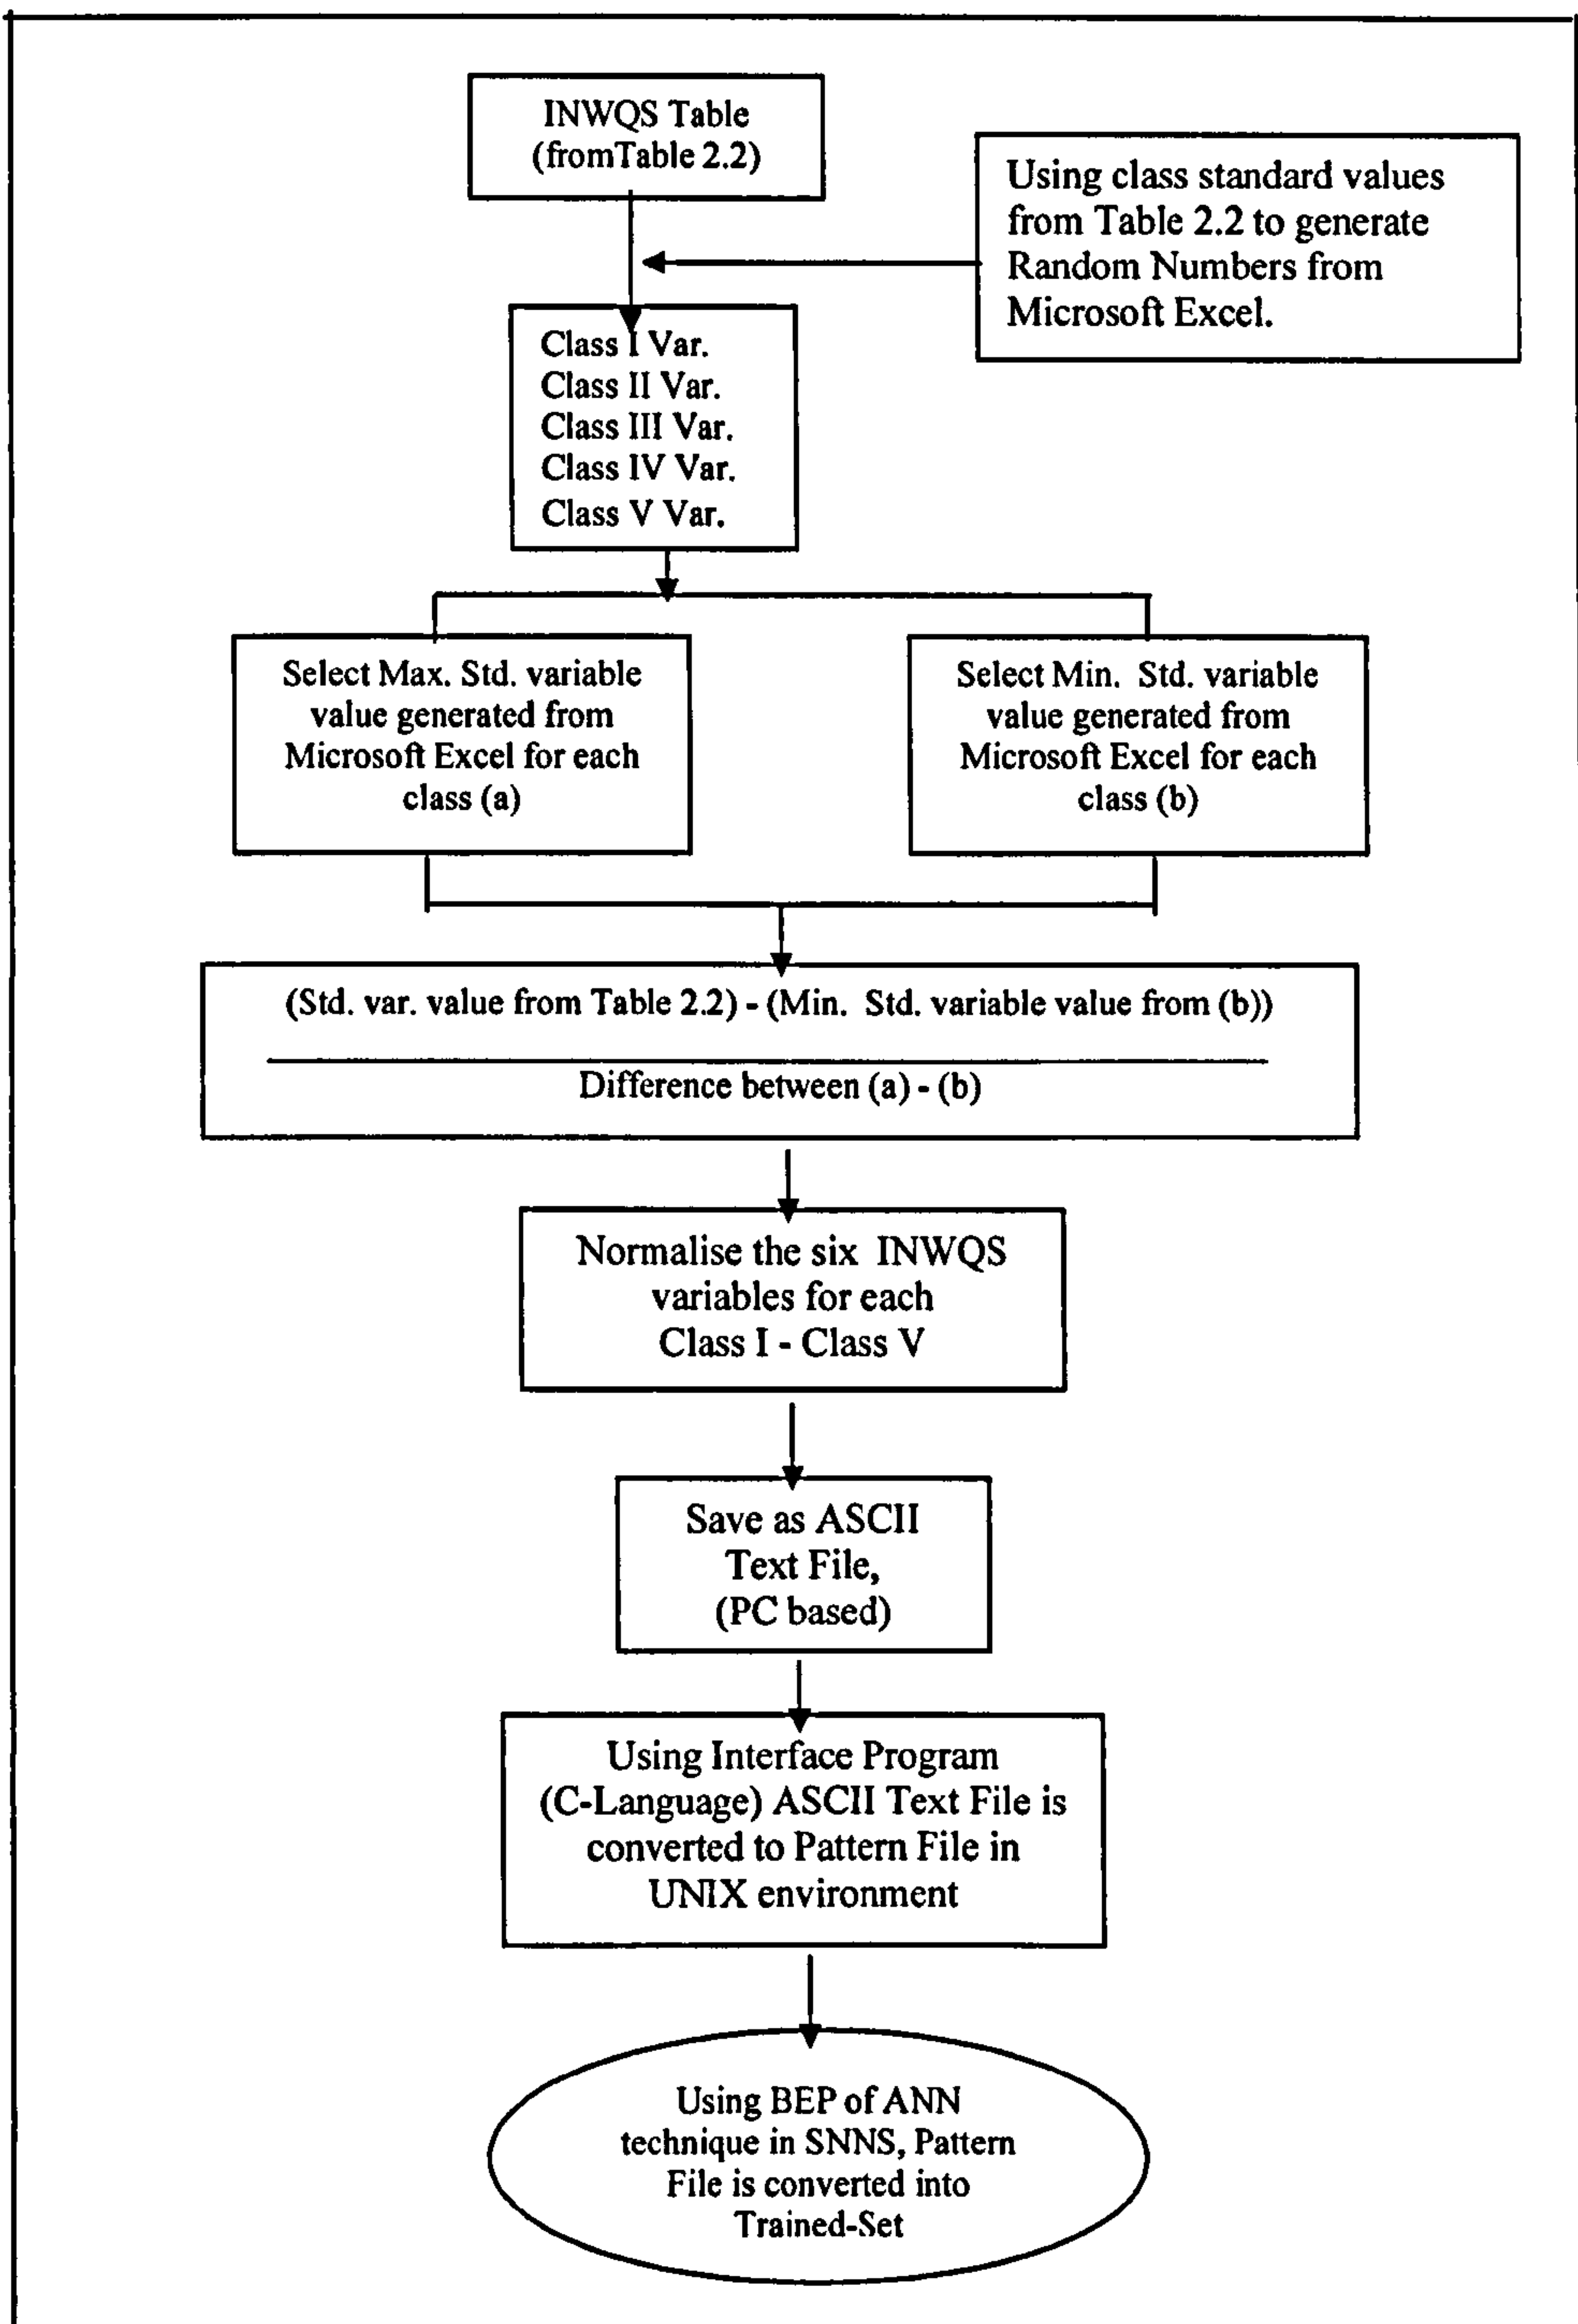 INWQS Table
(fromTable 2.2)
Using class standard values
from Table 2.2 to generate
Random Numbers from
Microsoft Excel.
Class I Var.
Class II Var.
Class III Var.
Class IV Var.
Class V Var.
Select Max. Std. variable
value generated from
Microsoft Excel for each
class (a)
Select Min. Std. variable
value generated from
Microsoft Excel for each
class (b)
(Std. var. value from Table 2.2) - (Min. Std. variable value from (b))
Difference between (a) - (b)
Normalise the six INWQS
variables for each
Class I - Class V
Save as ASCII
Text File,
(PC based)
Using Interface Program
(C-Language) ASCII Text File is
converted to Pattern File in
UNIX environment
Using BEP of ANN
technique in SNNS, Pattern
File is converted into
Trained-Set